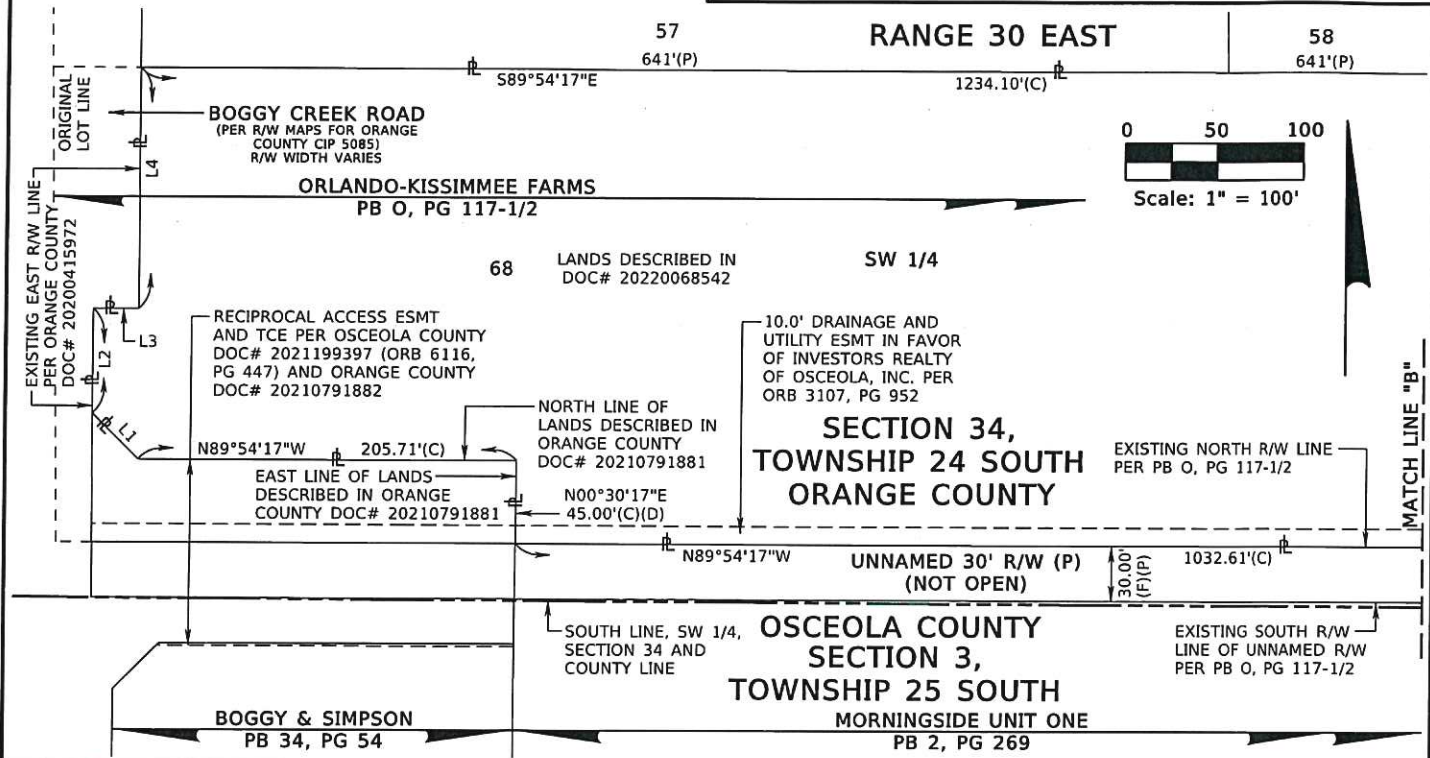 57
641'(P)
RANGE 30 EAST
58
641'(P)
S89°54'17"E
1234.10'(C)
ORIGINAL
LOT LINE
BOGGY CREEK ROAD
(PER R/W MAPS FOR ORANGE
COUNTY CIP 5085)
R/W WIDTH VARIES
L4
0 50 100
Scale: 1" = 100'
ORLANDO-KISSIMMEE FARMS
PB O, PG 117-1/2
EXISTING EAST R/W LINE
PER ORANGE COUNTY
DOC# 20200415972
68
LANDS DESCRIBED IN
DOC# 20220068542
SW 1/4
L3
L2
L1
RECIPROCAL ACCESS ESMT
AND TCE PER OSCEOLA COUNTY
DOC# 2021199397 (ORB 6116,
PG 447) AND ORANGE COUNTY
DOC# 20210791882
10.0' DRAINAGE AND
UTILITY ESMT IN FAVOR
OF INVESTORS REALTY
OF OSCEOLA, INC. PER
ORB 3107, PG 952
NORTH LINE OF
LANDS DESCRIBED IN
ORANGE COUNTY
DOC# 20210791881
N89°54'17"W
205.71'(C)
EAST LINE OF LANDS
DESCRIBED IN ORANGE
COUNTY DOC# 20210791881
N00°30'17"E
45.00'(C)(D)
SECTION 34,
TOWNSHIP 24 SOUTH
ORANGE COUNTY
EXISTING NORTH R/W LINE
PER PB O, PG 117-1/2
MATCH LINE "B"
N89°54'17"W
UNNAMED 30' R/W (P)
(NOT OPEN)
30.00'
(F)(P)
1032.61'(C)
SOUTH LINE, SW 1/4,
SECTION 34 AND
COUNTY LINE
OSCEOLA COUNTY
SECTION 3,
TOWNSHIP 25 SOUTH
EXISTING SOUTH R/W
LINE OF UNNAMED R/W
PER PB O, PG 117-1/2
BOGGY & SIMPSON
PB 34, PG 54
MORNINGSIDE UNIT ONE
PB 2, PG 269